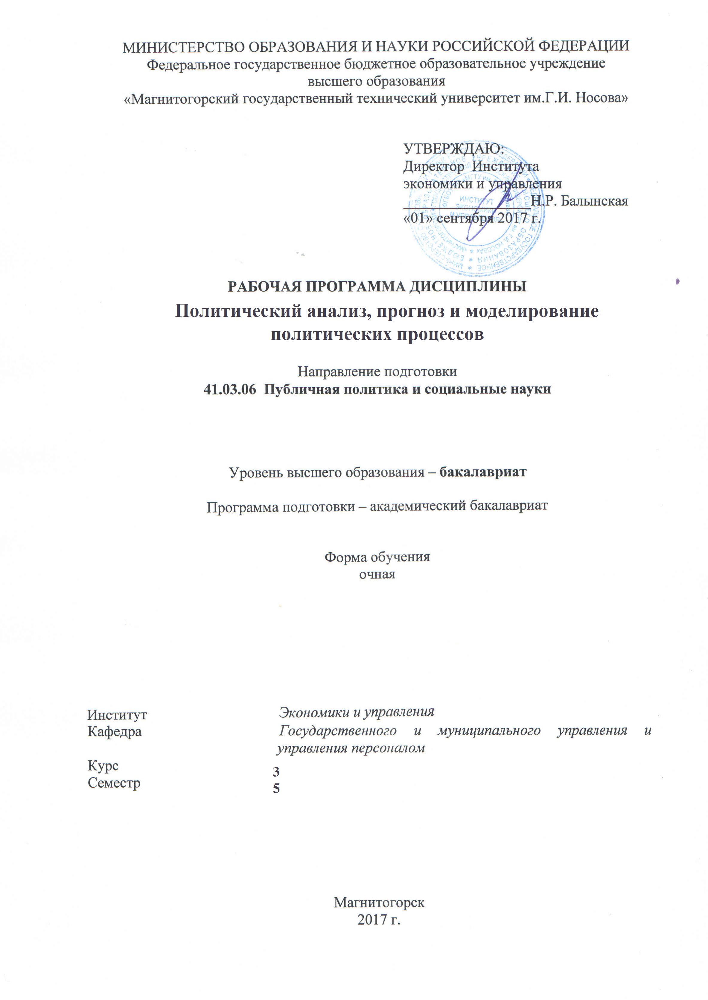 МИНИСТЕРСТВО ОБРАЗОВАНИЯ И НАУКИ РОССИЙСКОЙ ФЕДЕРАЦИИ
Федеральное государственное бюджетное образовательное учреждение
высшего образования
«Магнитогорский государственный технический университет им.Г.И. Носова»
УТВЕРЖДАЮ:
Директор Института
экономики и управления
Н.Р. Балынская
«01» сентября 2017 г.
ИНСТИТУТ
ЭКОНОМИКИ
И УПРАВЛЕНИЯ
РАБОЧАЯ ПРОГРАММА ДИСЦИПЛИНЫ
Политический анализ, прогноз и моделирование
политических процессов
Направление подготовки
41.03.06 Публичная политика и социальные науки
Уровень высшего образования – бакалавриат
Программа подготовки – академический бакалавриат
Форма обучения
очная
Институт Экономики и управления
Кафедра Государственного и муниципального управления и
управления персоналом
Курс 3
Семестр 5
Магнитогорск
2017 г.